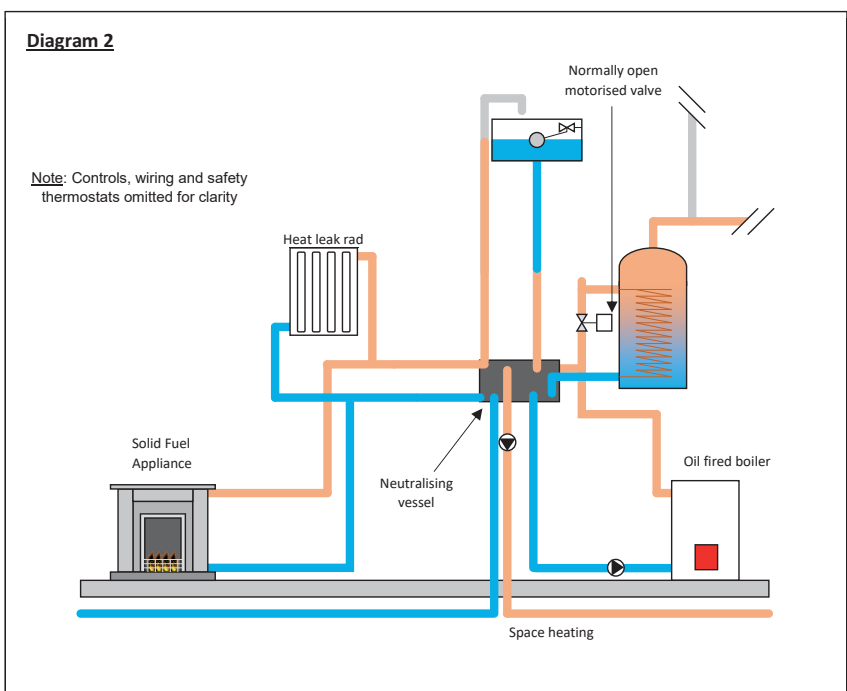 Diagram 2
Normally open
motorised valve
Note: Controls, wiring and safety
thermostats omitted for clarity
Heat leak rad
Solid Fuel
Appliance
Neutralising
vessel
Oil fired boiler
Space heating